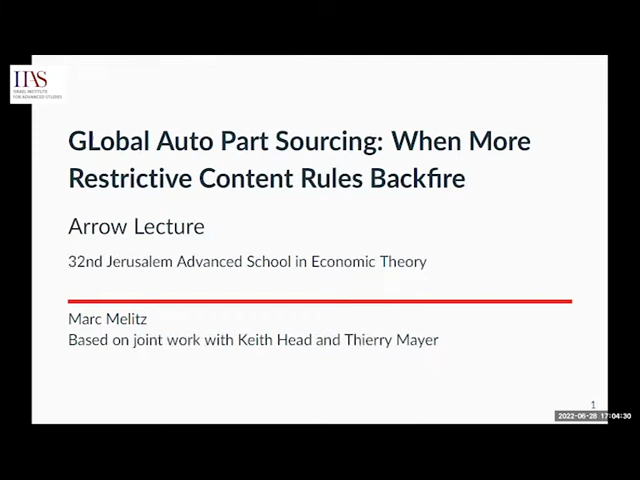 IIAS
ISRAEL INSTITUTE
FOR ADVANCED STUDIES
GLobal Auto Part Sourcing: When More
Restrictive Content Rules Backfire
Arrow Lecture
32nd Jerusalem Advanced School in Economic Theory
Marc Melitz
Based on joint work with Keith Head and Thierry Mayer
1
2022-06-28 17:04:30